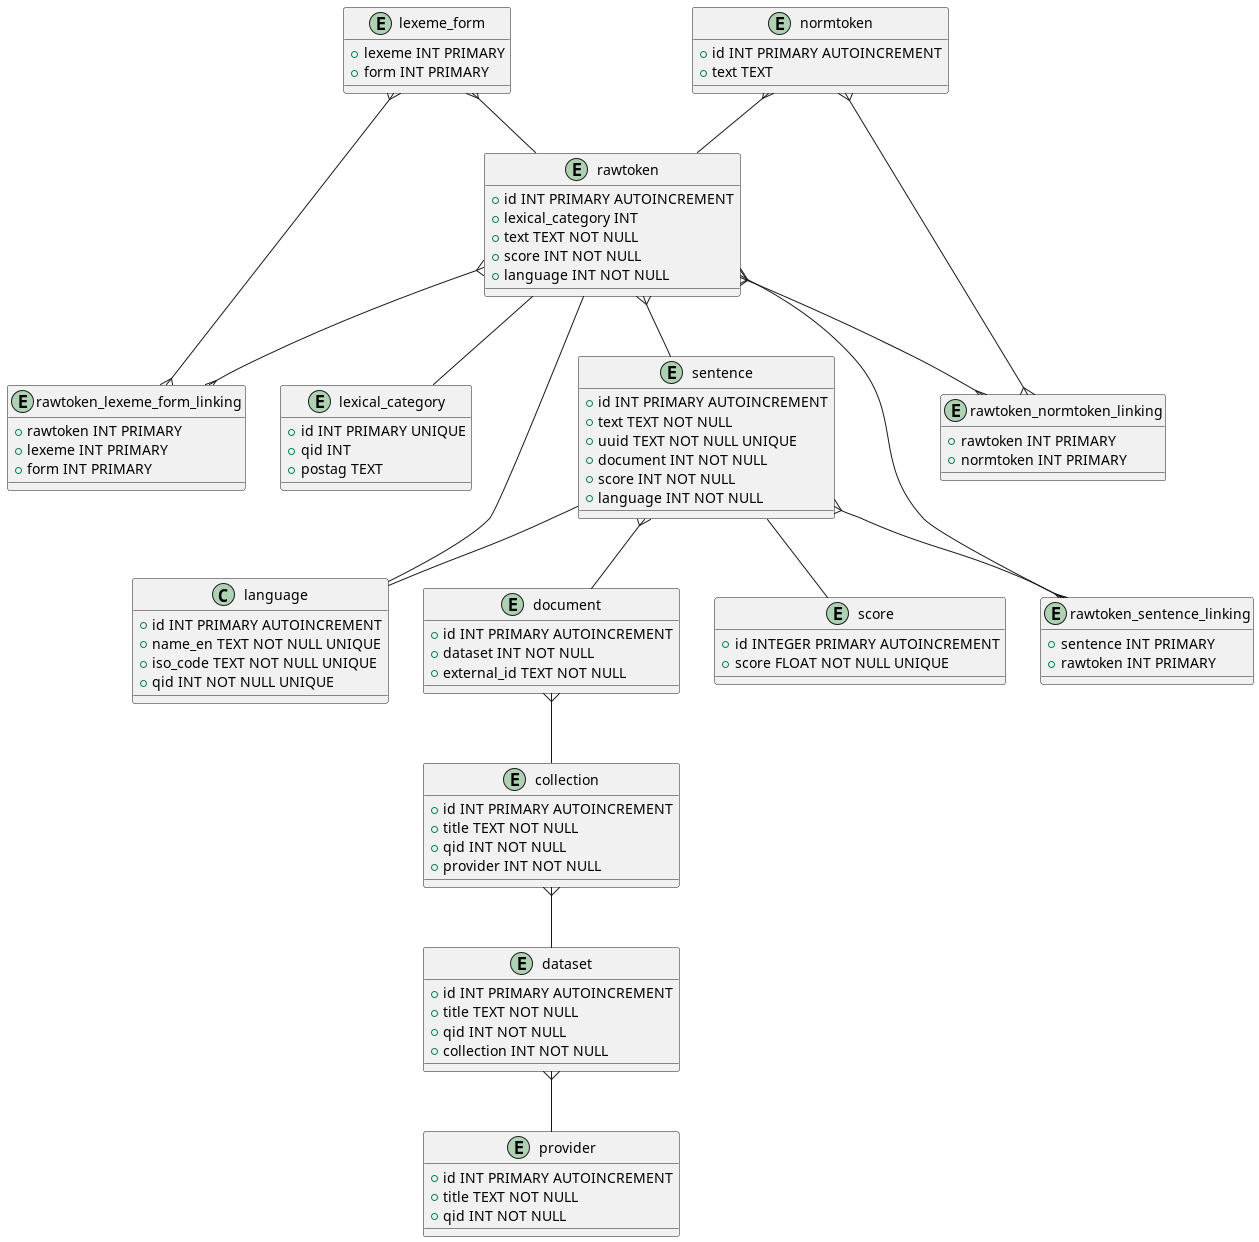 E lexeme_form
lexeme INT PRIMARY
form INT PRIMARY
E normtoken
id INT PRIMARY AUTOINCREMENT
text TEXT
E rawtoken
id INT PRIMARY AUTOINCREMENT
lexical_category INT
text TEXT NOT NULL
score INT NOT NULL
language INT NOT NULL
E rawtoken_lexeme_form_linking
rawtoken INT PRIMARY
lexeme INT PRIMARY
form INT PRIMARY
E lexical_category
id INT PRIMARY UNIQUE
qid INT
postag TEXT
E sentence
id INT PRIMARY AUTOINCREMENT
text TEXT NOT NULL
uuid TEXT NOT NULL UNIQUE
document INT NOT NULL
score INT NOT NULL
language INT NOT NULL
E rawtoken_normtoken_linking
rawtoken INT PRIMARY
normtoken INT PRIMARY
C language
id INT PRIMARY AUTOINCREMENT
name_en TEXT NOT NULL UNIQUE
iso_code TEXT NOT NULL UNIQUE
qid INT NOT NULL UNIQUE
E document
id INT PRIMARY AUTOINCREMENT
dataset INT NOT NULL
external_id TEXT NOT NULL
E score
id INTEGER PRIMARY AUTOINCREMENT
score FLOAT NOT NULL UNIQUE
E rawtoken_sentence_linking
sentence INT PRIMARY
rawtoken INT PRIMARY
E collection
id INT PRIMARY AUTOINCREMENT
title TEXT NOT NULL
qid INT NOT NULL
provider INT NOT NULL
E dataset
id INT PRIMARY AUTOINCREMENT
title TEXT NOT NULL
qid INT NOT NULL
collection INT NOT NULL
E provider
id INT PRIMARY AUTOINCREMENT
title TEXT NOT NULL
qid INT NOT NULL